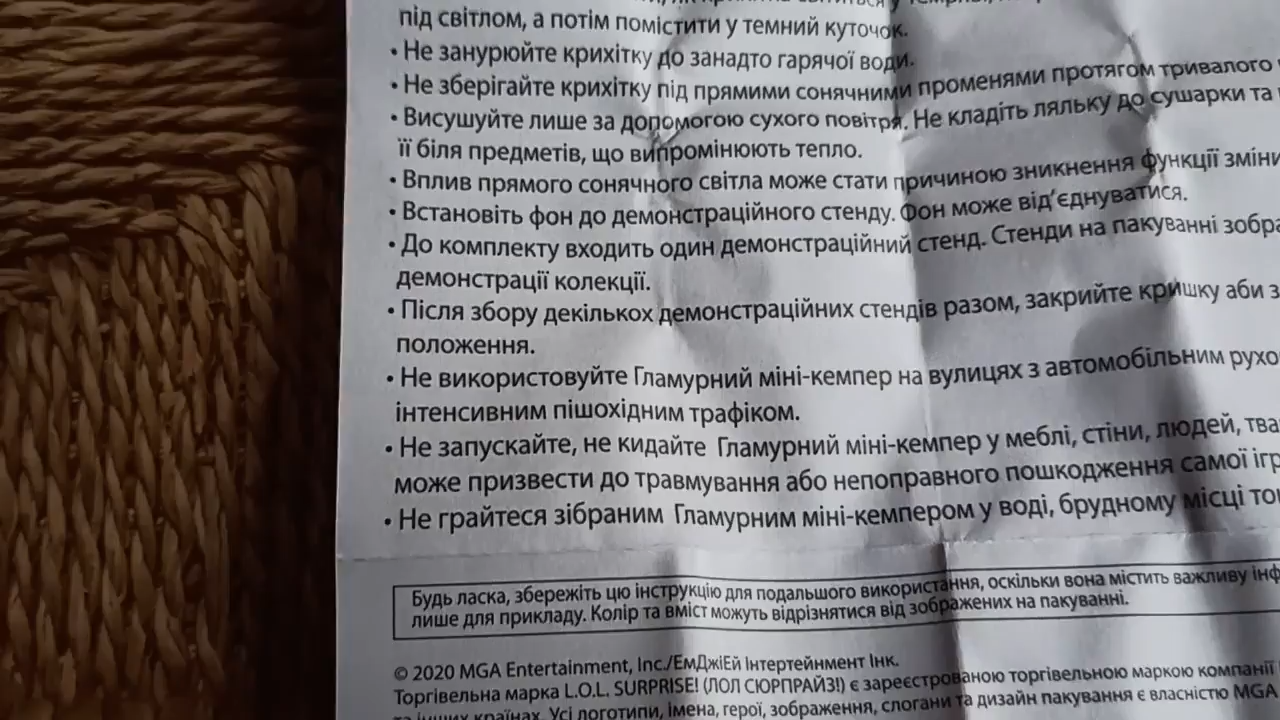 під світлом, а потім помістити у темний куточок.
• Не занурюйте крихітку до занадто гарячої води.
• Не зберігайте крихітку під прямими сонячними променями протягом тривалого
• Висушуйте лише за допомогою сухого повітря. Не кладіть ляльку до сушарки та
її біля предметів, що випромінюють тепло.
• Вплив прямого сонячного світла може стати причиною зникнення функції зміни
• Встановіть фон до демонстраційного стенду. Фон може від’єднуватися.
• До комплекту входить один демонстраційний стенд. Стенди на пакуванні
демонстрації колекції.
• Після збору декількох демонстраційних стендів разом, закрийте кришку аби
положення.
• Не використовуйте Гламурний міні-кемпер на вулицях з автомобільним
інтенсивним пішохідним трафіком.
• Не запускайте, не кидайте Гламурний міні-кемпер у меблі, стіни, людей,
може призвести до травмування або непоправного пошкодження самої
• Не грайтеся зібраним Гламурним міні-кемпером у воді, брудному місці
Будь ласка, збережіть цю інструкцію для подальшого використання, оскільки вона містить важливу
лише для прикладу. Колір та вміст можуть відрізнятися від зображених на пакуванні.
© 2020 MGA Entertainment, Inc./ЕмДжіЕй Інтертейнмент Інк.
Торгівельна марка L.O.L. SURPRISE! (ЛОЛ СЮРПРАЙЗ!) є зареєстрованою торгівельною маркою компанії
та інших країнах. Усі логотипи, імена, герої, зображення, слогани та дизайн пакування є власністю MGA